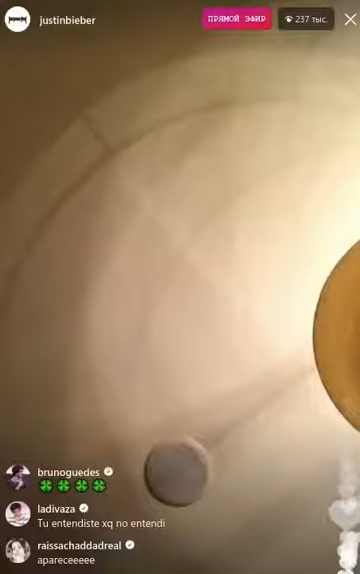 justinbieber
ПРЯМОЙ ЭФИР
237 тыс.
brunoguedes
ladivaza
Tu entendiste xq no entendi
raissachaddadreal
apareceeeee